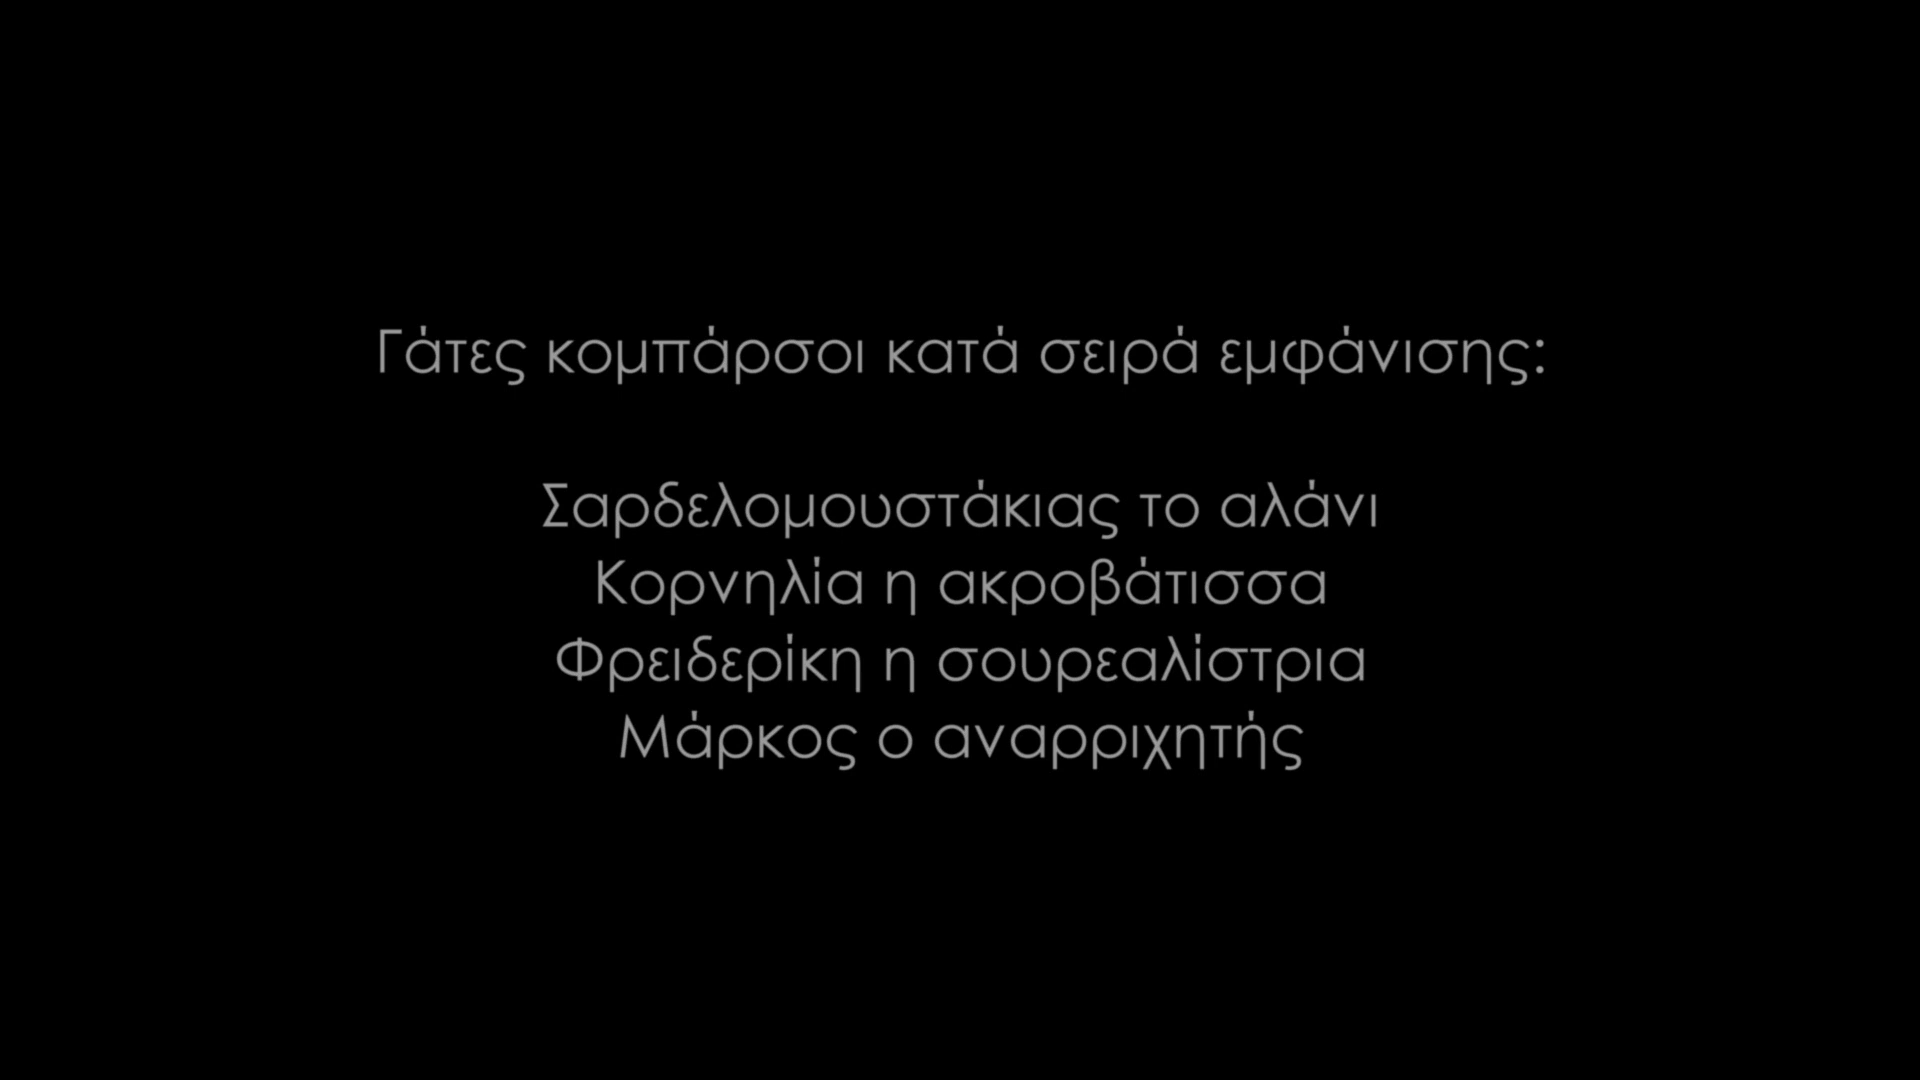 Γάτες κομπάρσοι κατά σειρά εμφάνισης:
Σαρδελομουστάκιας το αλάνι
Κορνηλία η ακροβάτισσα
Φρειδερίκη η σουρεαλίστρια
Μάρκος ο αναρριχητής